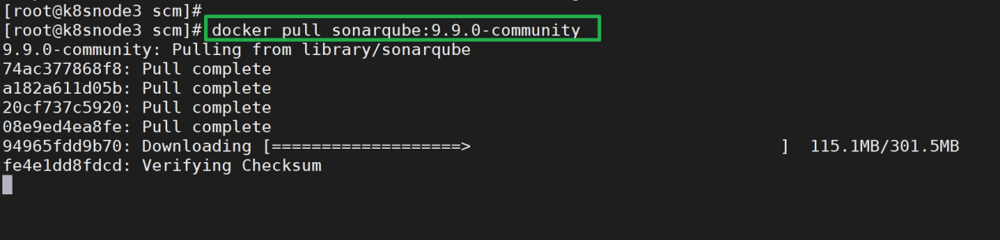 [root@k8snode3 scm]#
[root@k8snode3 scm]# docker pull sonarqube:9.9.0-community
9.9.0-community: Pulling from library/sonarqube
74ac377868f8: Pull complete
a182a611d05b: Pull complete
20cf737c5920: Pull complete
08e9ed4ea8fe: Pull complete
94965fdd9b70: Downloading [===================>                               ]  115.1MB/301.5MB
fe4e1dd8fdcd: Verifying Checksum